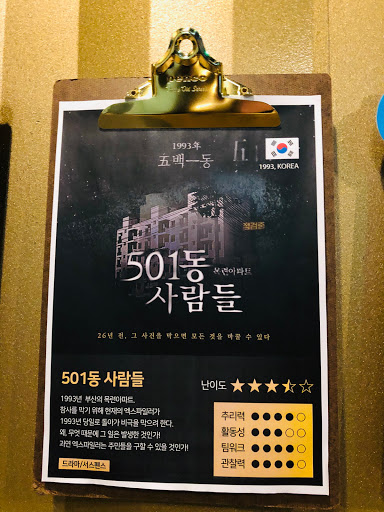 penco
1993年
五百一동
1993, KOREA
501동
목련아파트
사람들
26년 전, 그 사건을 막으면 모든 것을 바꿀 수 있다
501동 사람들
난이도
1993년 부산의 목련아파트.
참사를 막기 위해 현재의 엑스파일러가
1993년 당일로 돌아가 비극을 막으려 한다.
왜, 무엇 때문에 그 일은 발생한 것인가!
과연 엑스파일러는 주민들을 구할 수 있을 것인가!
드라마/서스펜스
추리력
활동성
팀워크
관찰력